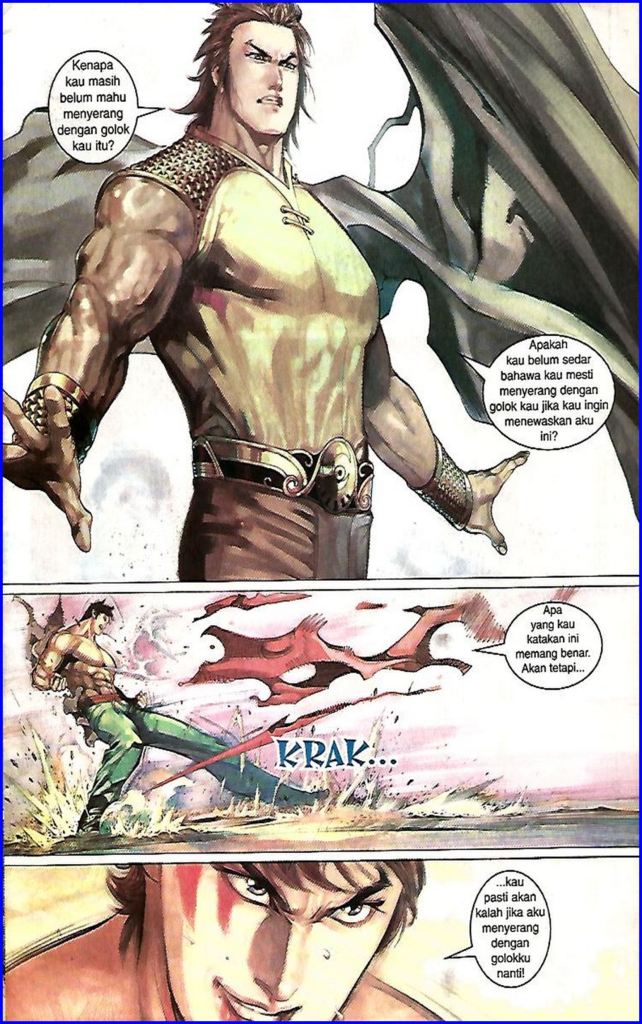 Kenapa
kau masih
belum mahu
menyerang
dengan golok
kau itu?
Apakah
kau belum sedar
bahawa kau mesti
menyerang dengan
golok kau jika kau ingin
menewaskan aku
ini?
Apa
yang kau
katakan ini
memang benar.
Akan tetapi...
KRAK...
...kau
pasti akan
kalah jika aku
menyerang
dengan
golokku
nanti!